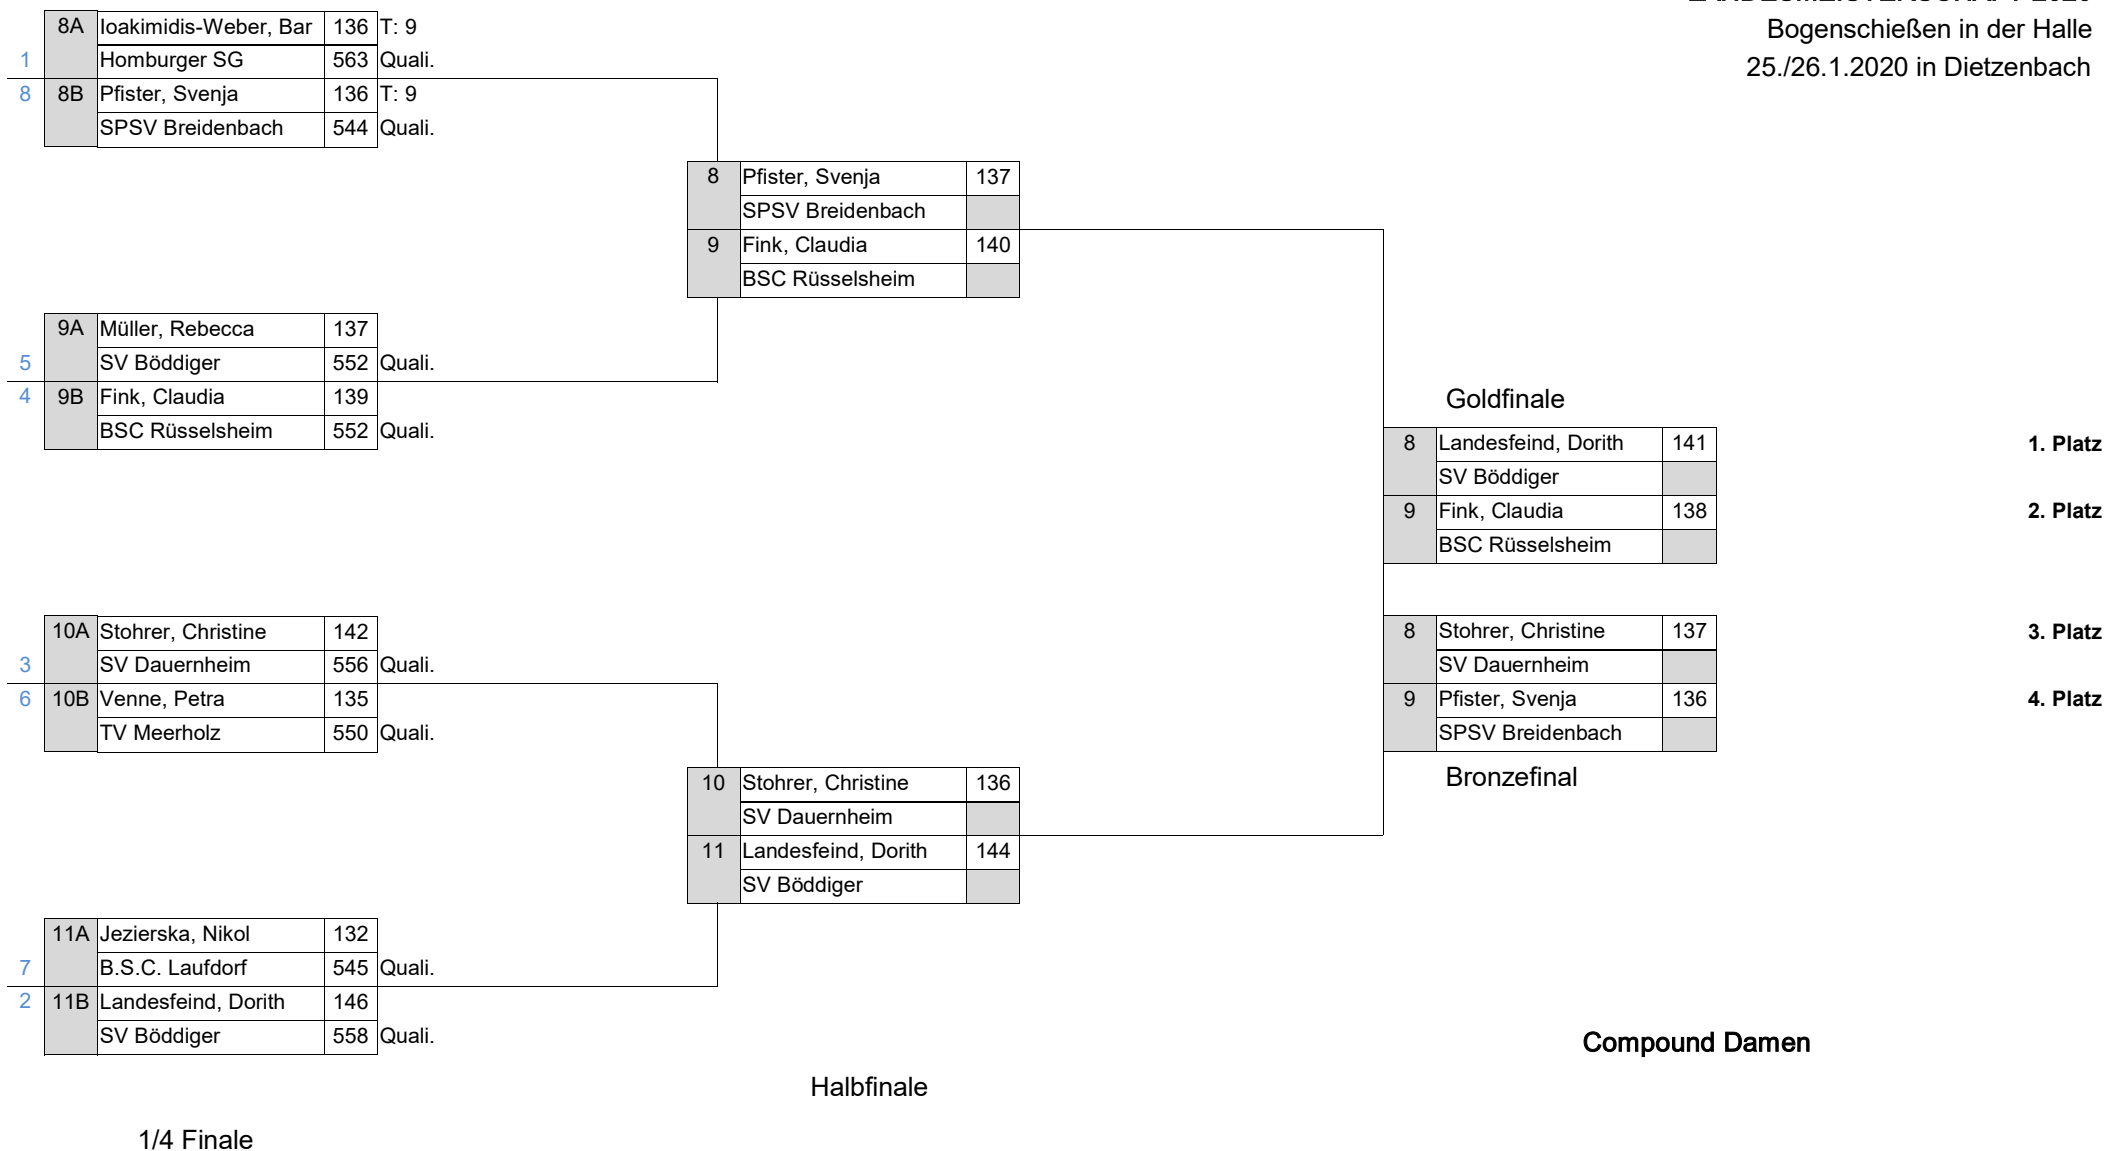 Bogenschießen in der Halle
25./26.1.2020 in Dietzenbach
8A Ioakimidis-Weber, Bar 136 T: 9
1 Homburger SG 563 Quali.
8 8B Pfister, Svenja 136 T: 9
SPSV Breidenbach 544 Quali.
8 Pfister, Svenja 137
SPSV Breidenbach
9 Fink, Claudia 140
BSC Rüsselsheim
9A Müller, Rebecca 137
5 SV Böddiger 552 Quali.
4 9B Fink, Claudia 139
BSC Rüsselsheim 552 Quali.
Goldfinale
8 Landesfeind, Dorith 141 1. Platz
SV Böddiger
9 Fink, Claudia 138 2. Platz
BSC Rüsselsheim
10A Stohrer, Christine 142
3 SV Dauernheim 556 Quali.
6 10B Venne, Petra 135
TV Meerholz 550 Quali.
8 Stohrer, Christine 137 3. Platz
SV Dauernheim
9 Pfister, Svenja 136 4. Platz
SPSV Breidenbach
Bronzefinal
10 Stohrer, Christine 136
SV Dauernheim
11 Landesfeind, Dorith 144
SV Böddiger
11A Jezierska, Nikol 132
7 B.S.C. Laufdorf 545 Quali.
2 11B Landesfeind, Dorith 146
SV Böddiger 558 Quali.
Compound Damen
Halbfinale
1/4 Finale